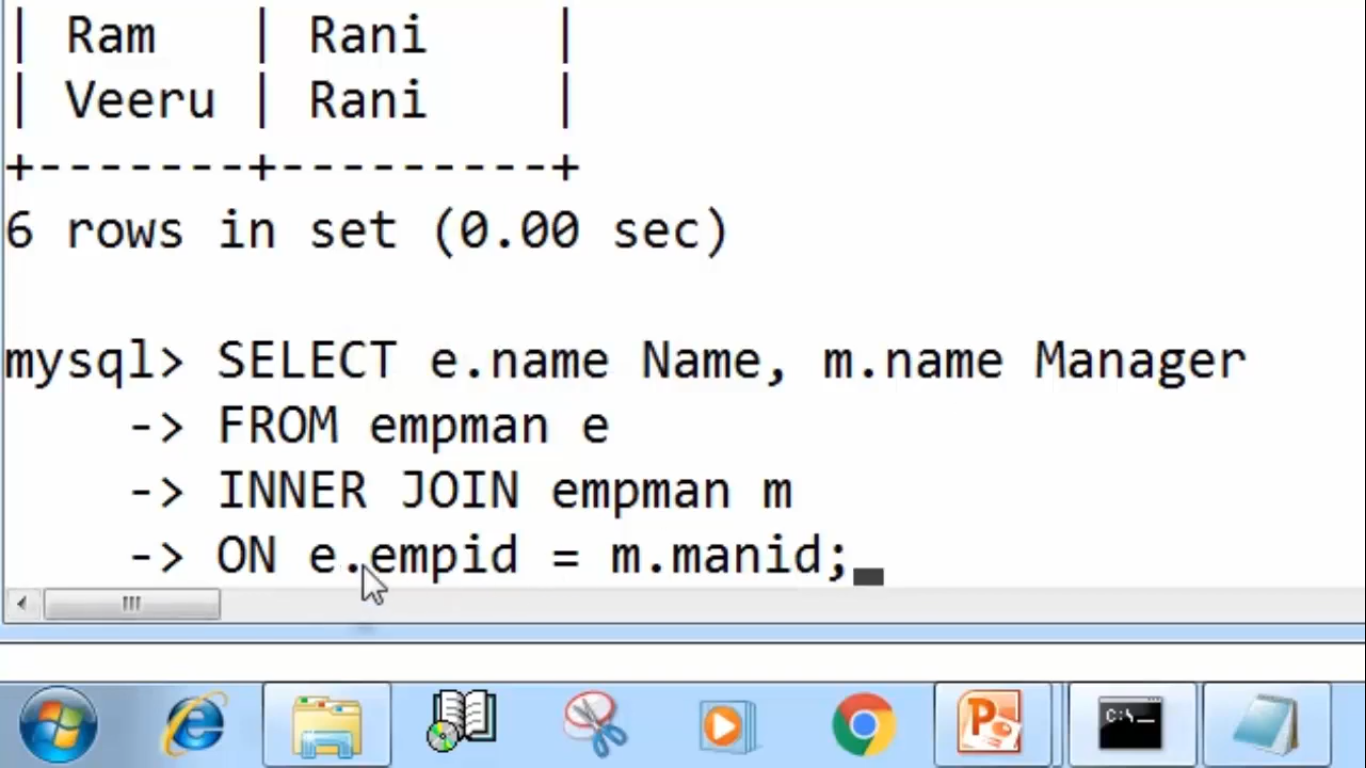 | Ram   | Rani    |
| Veeru | Rani    |
+-------+---------+
6 rows in set (0.00 sec)
mysql> SELECT e.name Name, m.name Manager
    -> FROM empman e
    -> INNER JOIN empman m
    -> ON e.empid = m.manid;
C:\_